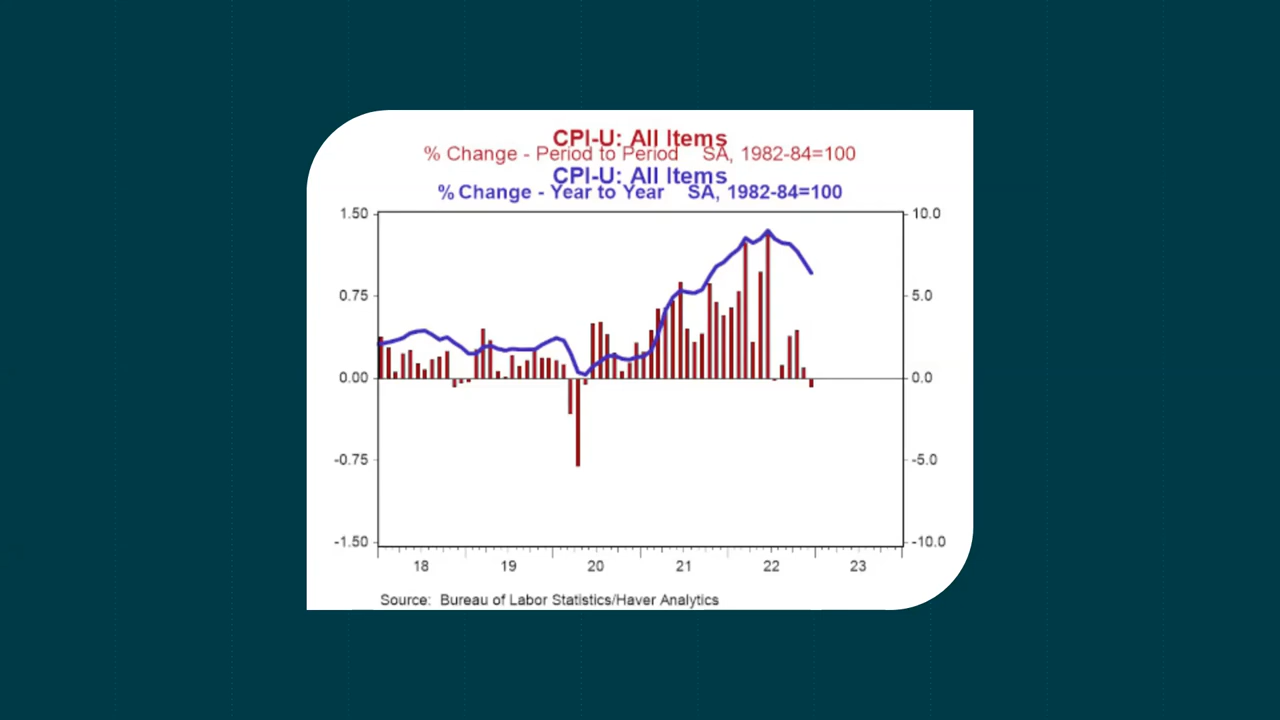 CPI-U: All Items
% Change - Period to Period SA, 1982-84=100
CPI-U: All Items
% Change - Year to Year SA, 1982-84=100
1.50 10.0
0.75 5.0
0.00 0.0
-0.75 -5.0
-1.50 -10.0
18 19 20 21 22 23
Source: Bureau of Labor Statistics/Haver Analytics